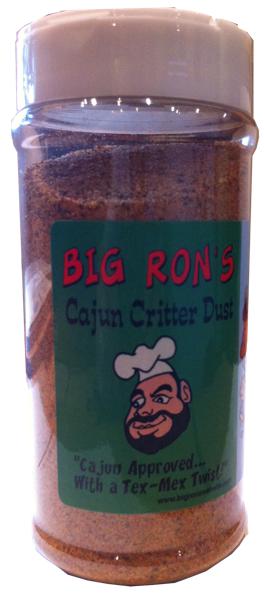 BIG RON'S
Cajun Critter Dust
"Cajun Approved...
With a Tex-Mex Twist!"